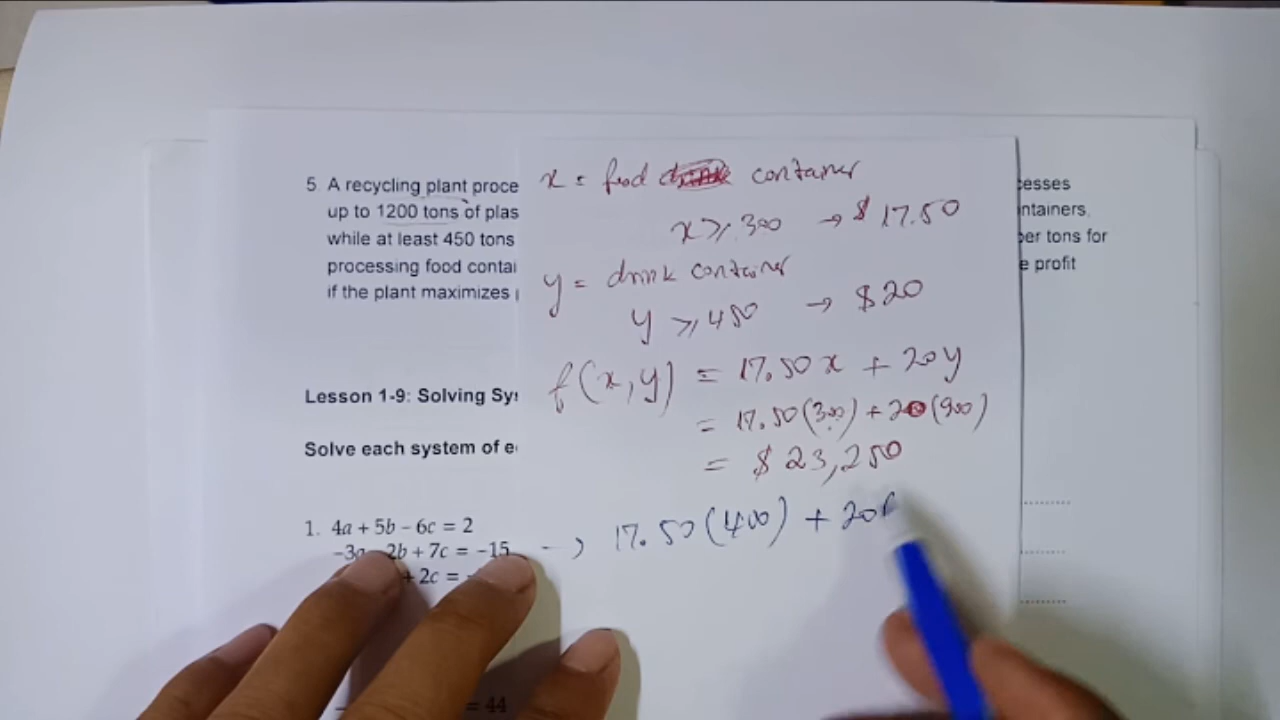 5 A recycling plant proce
up to 1200 tons of plas
while at least 450 tons
processing food contai
if the plant maximizes
cesses
ntainers,
per tons for
e profit
x = food container
x ⩾ 300 → $ 17.50
y = drink container
y ⩾ 450 → $20
f(x,y) = 17.50x + 20y
= 17.50(300) + 20(900)
= $ 23,250
→ 17.50(400) + 20(
Lesson 1-9: Solving Sys
Solve each system of e
1. 4a + 5b – 6c = 2
–3a – 2b + 7c = –15
+ 2c =
= 44